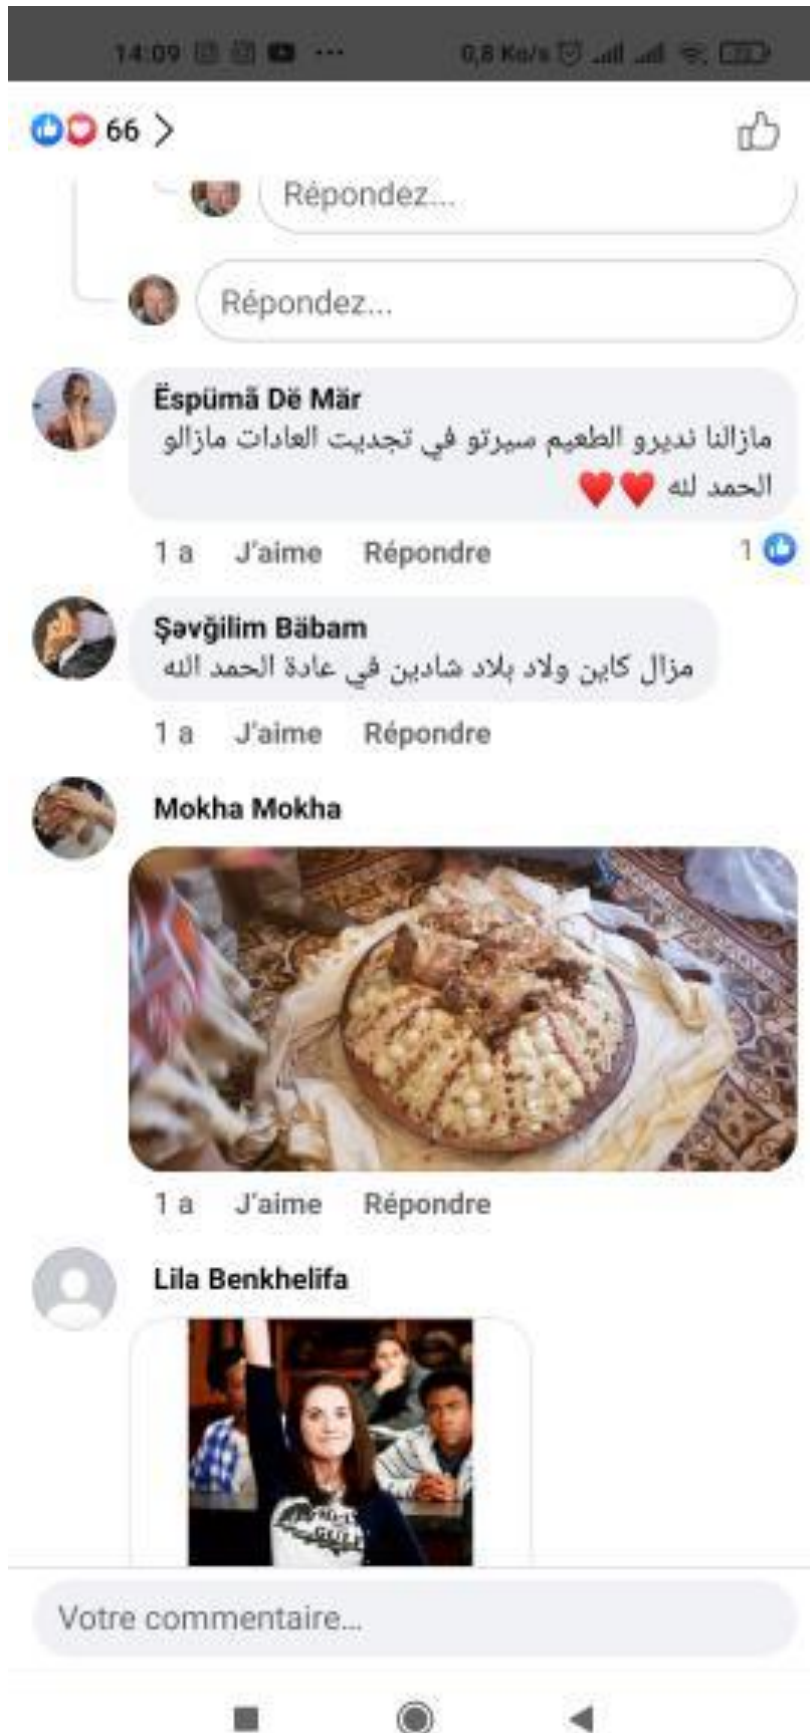 14:09 ... 0,8 Ko/s
66
Répondez...
Répondez...
Ëspümã Dë Mär
مازالنا نديرو الطعيم سيرتو في تجديت العادات مازالو
الحمد لله
1 a J'aime Répondre 1
Şəvğilim Bäbam
مزال كاين ولاد بلاد شادين في عادة الحمد الله
1 a J'aime Répondre
Mokha Mokha
1 a J'aime Répondre
Lila Benkhelifa
Votre commentaire...